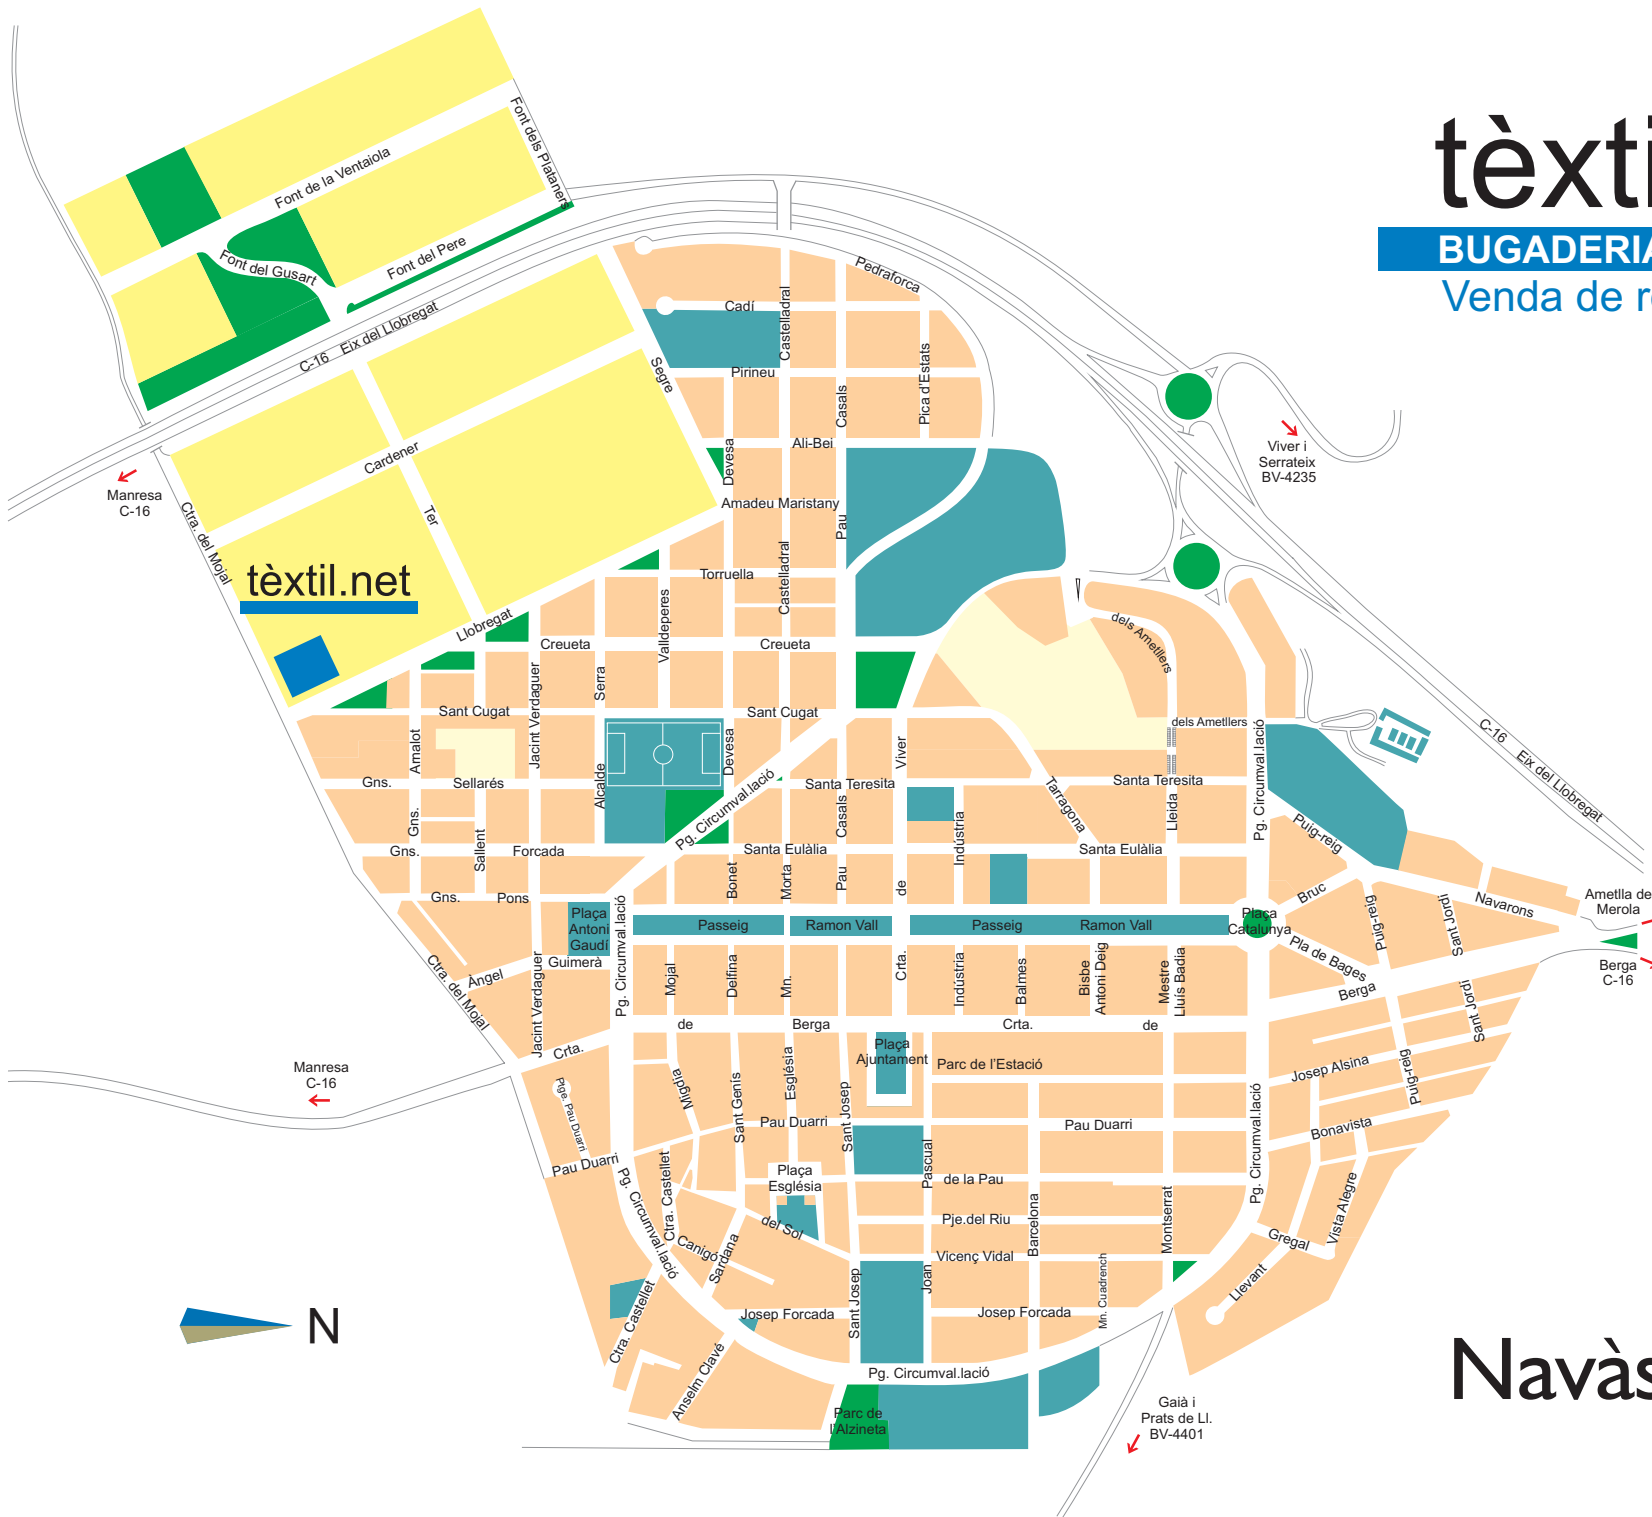 tèxti
BUGADERIA
Venda de r
Font dels Plataners
Font de la Ventaiola
Font del Gusart
Font del Pere
C-16 Eix del Llobregat
Pedraforca
Cadí
Castelladral
Pirineu
Segre
Casals
Pica d'Estats
Ali-Bei
Devesa
Amadeu Maristany
Pau
Cardener
Ter
Manresa
C-16
Ctra. del Mojal
Viver i
Serrateix
BV-4235
tèxtil.net
Llobregat
Torruella
Castelladral
Valldeperes
Creueta
Creueta
dels Ametllers
Jacint Verdaguer
Serra
Sant Cugat
Sant Cugat
dels Ametllers
Amalot
Devesa
Viver
Pg. Circumval.lació
C-16
Eix del Llobregat
Gns.
Sellarés
Alcalde
Pg. Circumval.lació
Santa Teresita
Santa Teresita
Tarragona
Lleida
Casals
Indústria
Gns.
Sallent
Puig-reig
Gns.
Forcada
Santa Eulàlia
Santa Eulàlia
Bonet
Morta
Pau
de
Bruc
Gns.
Pons
Pg. Circumval.lació
Puig-reig
Sant Jordi
Navarons
Ametlla de
Merola
Plaça
Antoni
Gaudí
Passeig
Ramon Vall
Passeig
Ramon Vall
Plaça
Catalunya
Pla de Bages
Berga
C-16
Guimerà
Àngel
Ctra. del Mojal
Jacint Verdaguer
Mojal
Delfina
Mn.
Crta.
Indústria
Balmes
Bisbe
Antoni Deig
Mestre
Lluis Badia
Berga
Sant Jordi
Crta.
de
Berga
Crta.
de
Plaça
Ajuntament
Parc de l'Estació
Josep Alsina
Puig-reig
Manresa
C-16
Ptge. Pau Duarri
Migdia
Sant Genís
Església
Sant Josep
Pau Duarri
Pau Duarri
Pau Duarri
Bonavista
Pg. Circumval.lació
Ctra. Castellet
Pg. Circumval.lació
Plaça
Església
Pascual
de la Pau
Pje.del Riu
Barcelona
Montserrat
Vista Alegre
del Sol
Canigó
Sardana
Vicenç Vidal
Gregal
Llevant
Ctra. Castellet
Josep Forcada
Sant Josep
Joan
Josep Forcada
Mn. Cuadrench
Anselm Clavé
Pg. Circumval.lació
Parc de
l'Alzineta
Gaià i
Prats de Ll.
BV-4401
N
Navàs